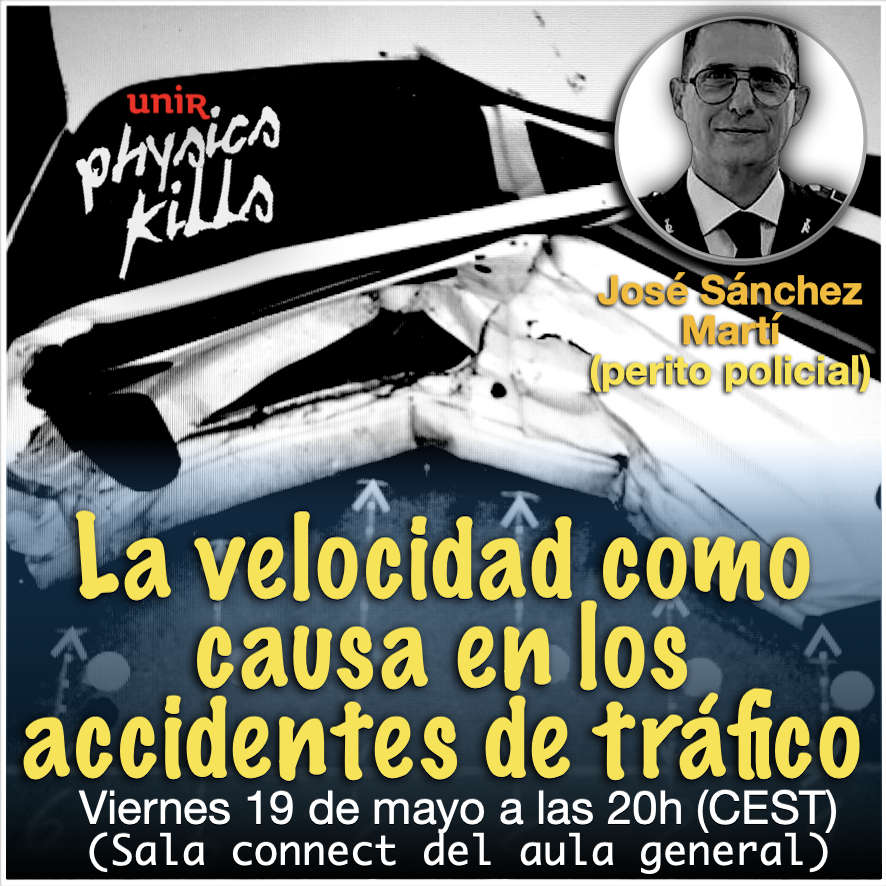 unir
physics
kills
José Sánchez
Martí
(perito policial)
La velocidad como
causa en los
accidentes de tráfico
Viernes 19 de mayo a las 20h (CEST)
(Sala connect del aula general)